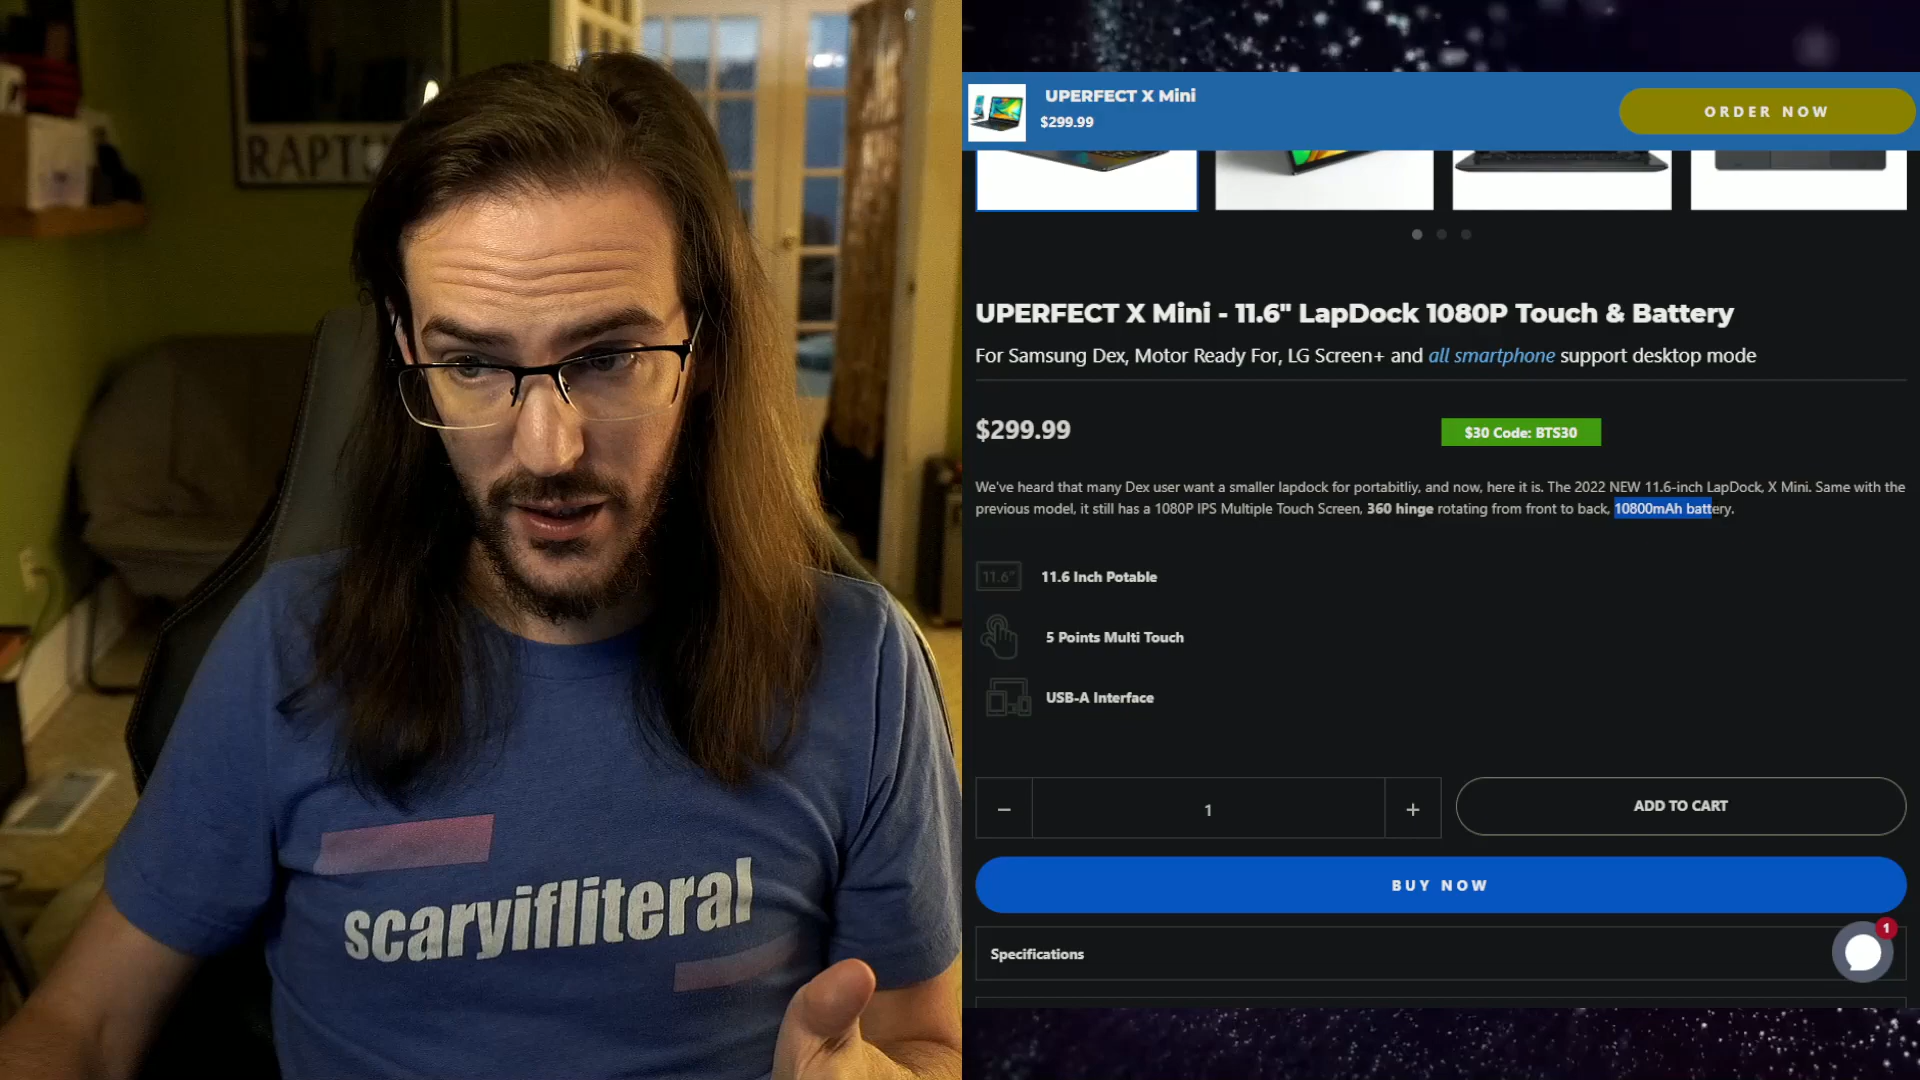 RAPTU
scaryifliteral
UPERFECT X Mini
$299.99
ORDER NOW
UPERFECT X Mini - 11.6" LapDock 1080P Touch & Battery
For Samsung Dex, Motor Ready For, LG Screen+ and all smartphone support desktop mode
$299.99
$30 Code: BTS30
We've heard that many Dex user want a smaller lapdock for portabitliy, and now, here it is. The 2022 NEW 11.6-inch LapDock, X Mini. Same with the
previous model, it still has a 1080P IPS Multiple Touch Screen, 360 hinge rotating from front to back, 10800mAh battery.
11.6" 11.6 Inch Potable
5 Points Multi Touch
USB-A Interface
− 1 +
ADD TO CART
BUY NOW
Specifications
1